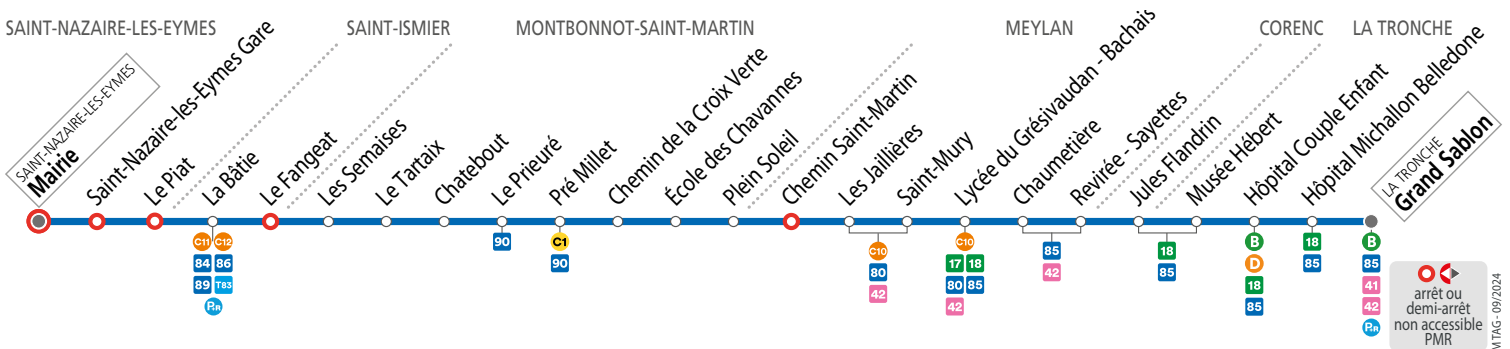 SAINT-NAZAIRE-LES-EYMES
SAINT-ISMIER
MONTBONNOT-SAINT-MARTIN
MEYLAN
CORENC
LA TRONCHE
SAINT-NAZAIRE-LES-EYMES
Mairie
Saint-Nazaire-les-Eymes Gare
Le Piat
La Bâtie
Le Fangeat
Les Semaises
Le Tartaix
Chatebout
Le Prieuré
Pré Millet
Chemin de la Croix Verte
École des Chavannes
Plein Soleil
Chemin Saint-Martin
Les Jaillières
Saint-Mury
Lycée du Grésivaudan - Bachais
Chaumetière
Revirée - Sayettes
Jules Flandrin
Musée Hébert
Hôpital Couple Enfant
Hôpital Michallon Belledone
LA TRONCHE
Grand Sablon
C11 C12
84 86
89 T83
P+R
90
C1
90
C10
80
42
C10
17 18
80 85
42
85
42
18
85
B
D
18
85
18
85
B
85
41
42
P+R
arrêt ou
demi-arrêt
non accessible
PMR
M TAG - 09/2024